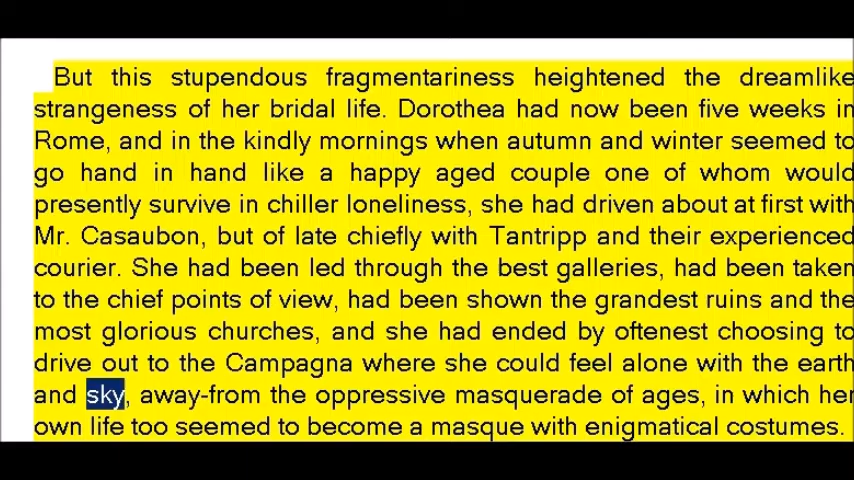 But this stupendous fragmentariness heightened the dreamlike
strangeness of her bridal life. Dorothea had now been five weeks in
Rome, and in the kindly mornings when autumn and winter seemed to
go hand in hand like a happy aged couple one of whom would
presently survive in chiller loneliness, she had driven about at first with
Mr. Casaubon, but of late chiefly with Tantripp and their experienced
courier. She had been led through the best galleries, had been taken
to the chief points of view, had been shown the grandest ruins and the
most glorious churches, and she had ended by oftenest choosing to
drive out to the Campagna where she could feel alone with the earth
and sky, away-from the oppressive masquerade of ages, in which her
own life too seemed to become a masque with enigmatical costumes.